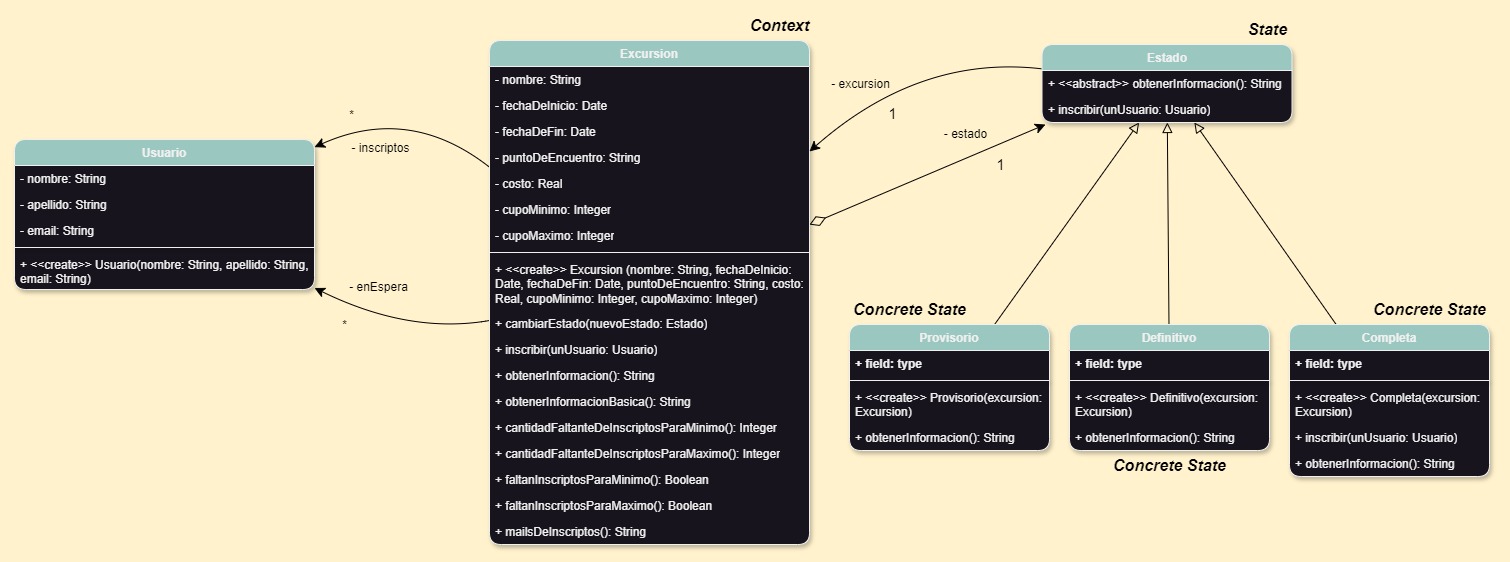 Context
State
Excursion
- nombre: String
- fechaDeInicio: Date
- fechaDeFin: Date
- puntoDeEncuentro: String
- costo: Real
- cupoMinimo: Integer
- cupoMaximo: Integer
+ <<create>> Excursion (nombre: String, fechaDeInicio:
Date, fechaDeFin: Date, puntoDeEncuentro: String, costo:
Real, cupoMinimo: Integer, cupoMaximo: Integer)
+ cambiarEstado(nuevoEstado: Estado)
+ inscribir(unUsuario: Usuario)
+ obtenerInformacion(): String
+ obtenerInformacionBasica(): String
+ cantidadFaltanteDeInscriptosParaMinimo(): Integer
+ cantidadFaltanteDeInscriptosParaMaximo(): Integer
+ faltanInscriptosParaMinimo(): Boolean
+ faltanInscriptosParaMaximo(): Boolean
+ mailsDeInscriptos(): String
Estado
+ <<abstract>> obtenerInformacion(): String
+ inscribir(unUsuario: Usuario)
- excursion
1
- estado
1
*
- inscriptos
Usuario
- nombre: String
- apellido: String
- email: String
+ <<create>> Usuario(nombre: String, apellido: String,
email: String)
- enEspera
*
Concrete State
Provisorio
+ field: type
+ <<create>> Provisorio(excursion:
Excursion)
+ obtenerInformacion(): String
Definitivo
+ field: type
+ <<create>> Definitivo(excursion:
Excursion)
+ obtenerInformacion(): String
Concrete State
Concrete State
Completa
+ field: type
+ <<create>> Completa(excursion:
Excursion)
+ inscribir(unUsuario: Usuario)
+ obtenerInformacion(): String